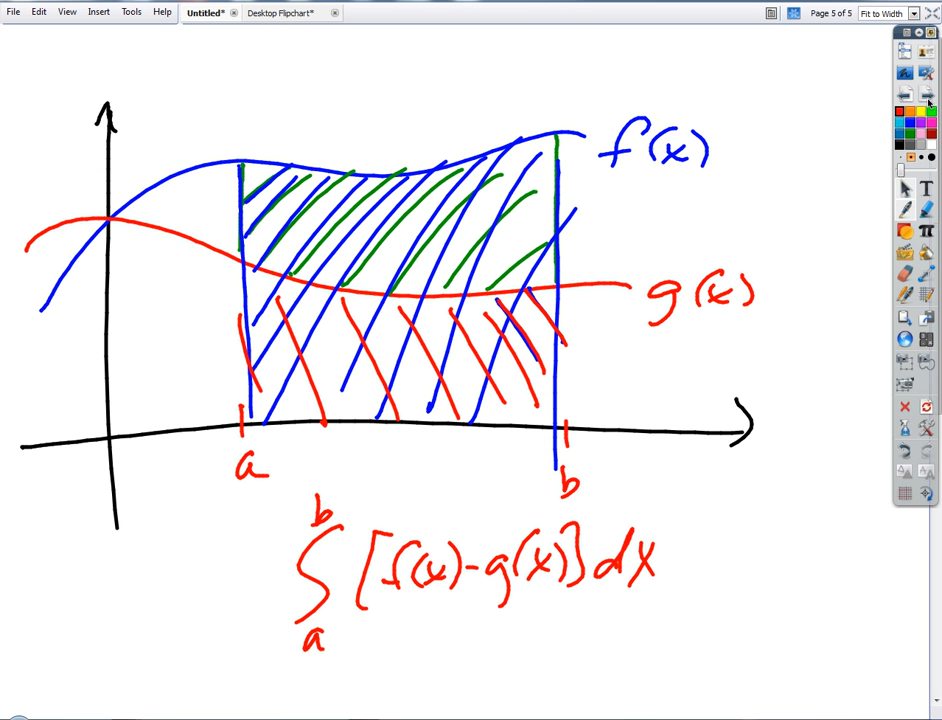 File Edit View Insert Tools Help Untitled* Desktop Flipchart* Page 5 of 5 Fit to Width
f(x)
g(x)
a
b
b
∫ [f(x)-g(x)] dx
a